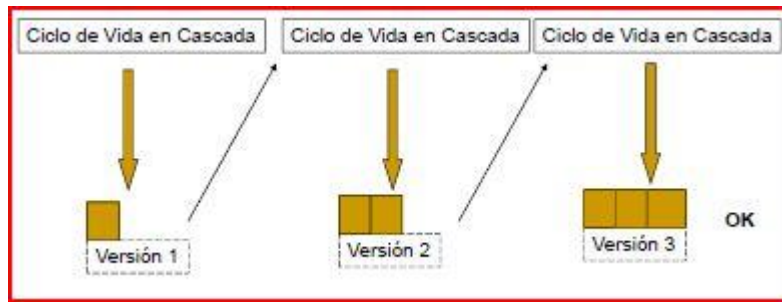 Ciclo de Vida en Cascada
Ciclo de Vida en Cascada
Ciclo de Vida en Cascada
Versión 1
Versión 2
Versión 3
OK